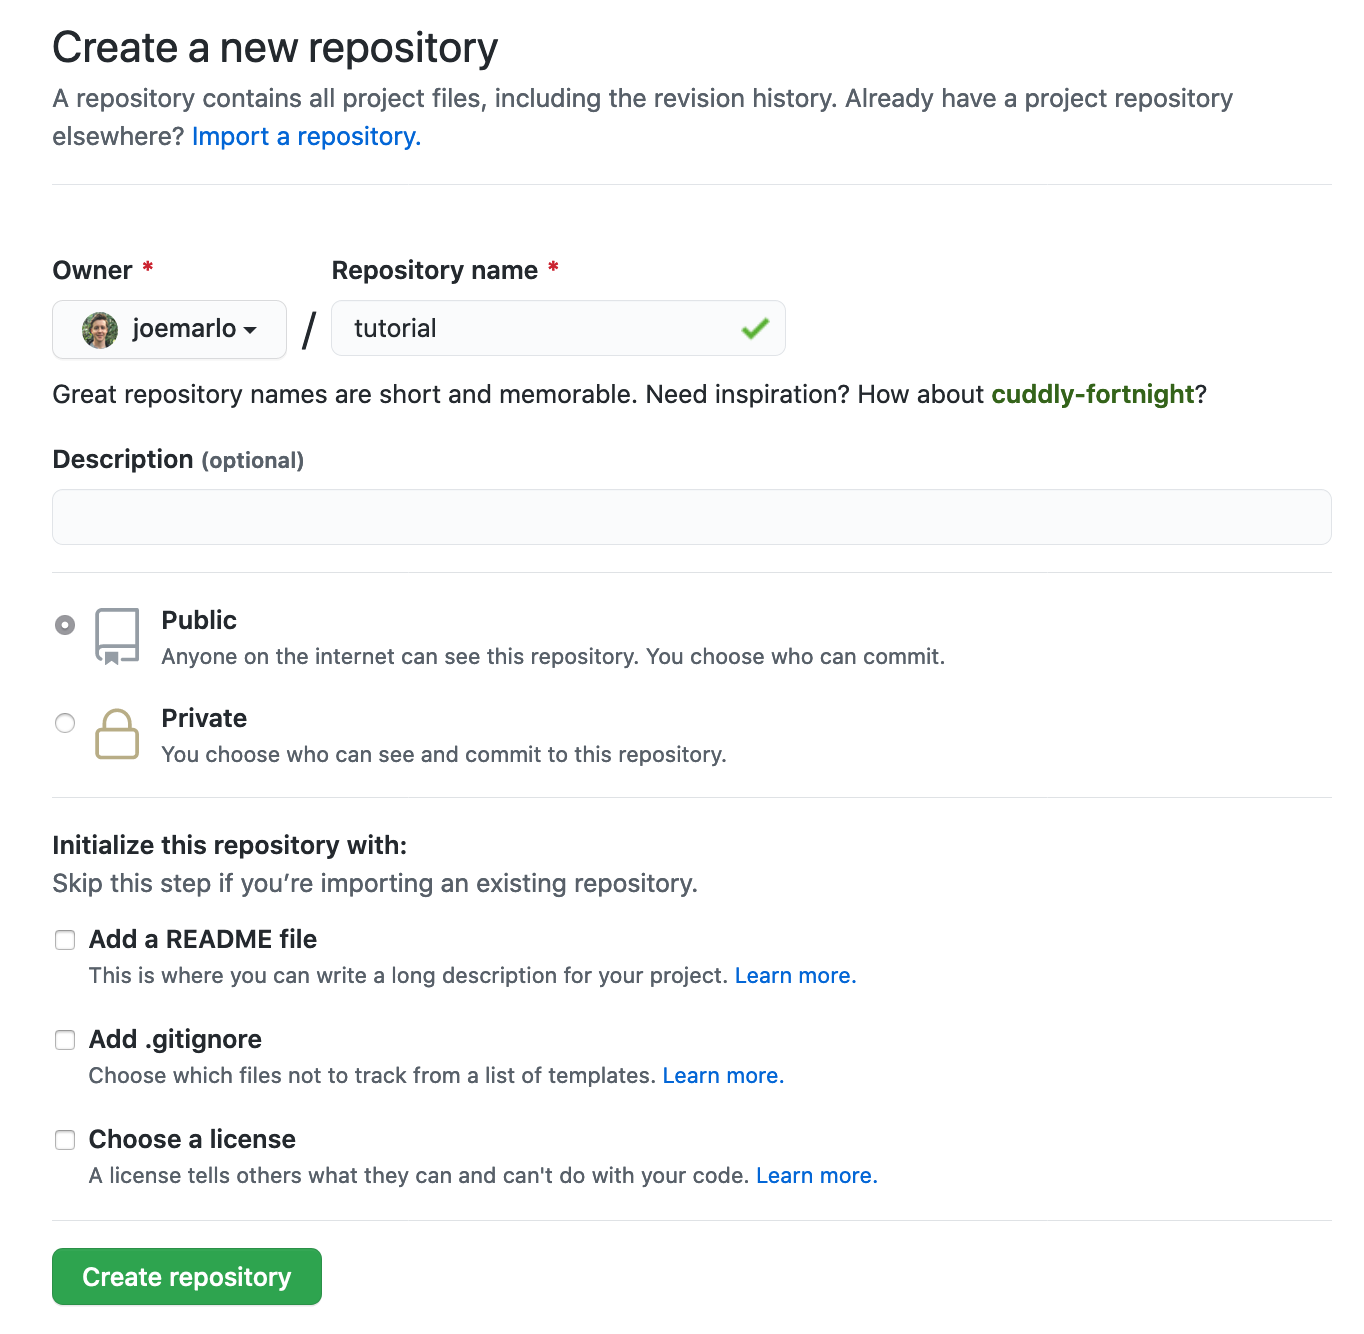 Create a new repository
A repository contains all project files, including the revision history. Already have a project repository
elsewhere? Import a repository.
Owner * Repository name *
joemarlo / tutorial
Great repository names are short and memorable. Need inspiration? How about cuddly-fortnight?
Description (optional)
Public
Anyone on the internet can see this repository. You choose who can commit.
Private
You choose who can see and commit to this repository.
Initialize this repository with:
Skip this step if you’re importing an existing repository.
Add a README file
This is where you can write a long description for your project. Learn more.
Add .gitignore
Choose which files not to track from a list of templates. Learn more.
Choose a license
A license tells others what they can and can't do with your code. Learn more.
Create repository